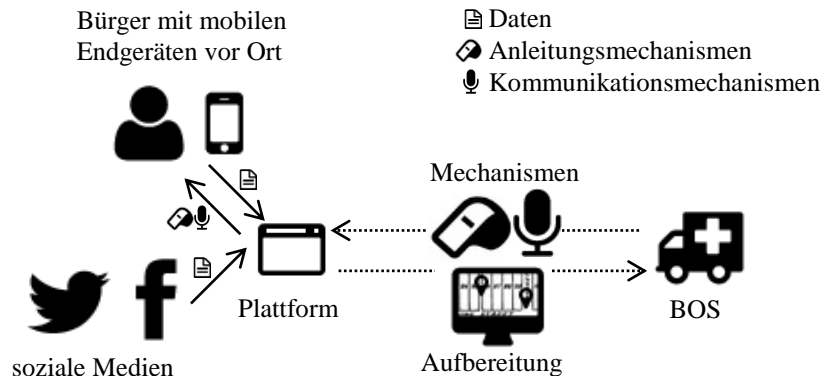 Bürger mit mobilen
Endgeräten vor Ort
Daten
Anleitungsmechanismen
Kommunikationsmechanismen
Mechanismen
Plattform
BOS
soziale Medien
Aufbereitung